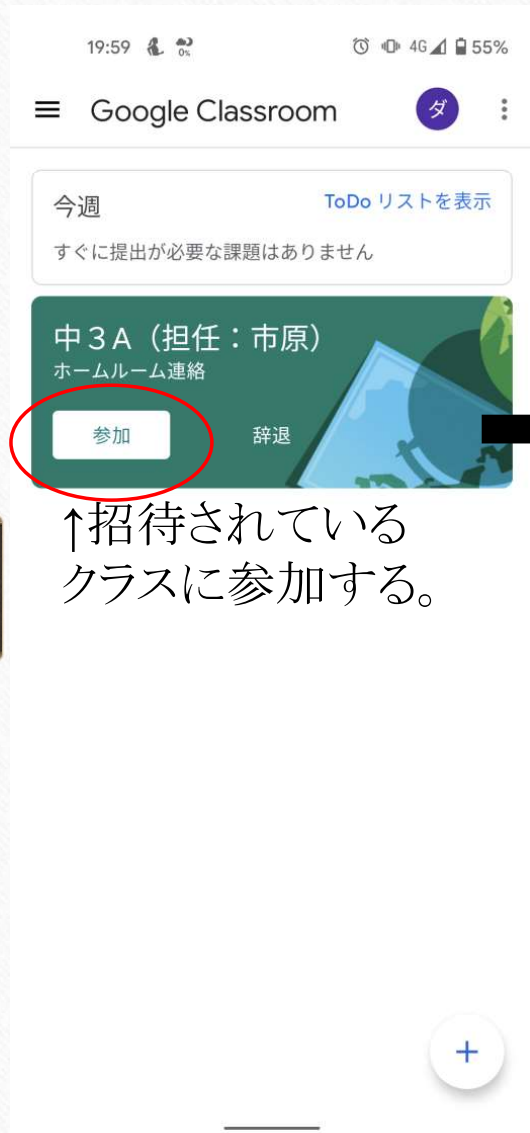 19:59 0% 4G 55%
Google Classroom ダ
今週 ToDo リストを表示
すぐに提出が必要な課題はありません
中３A（担任：市原）
ホームルーム連絡
参加 辞退
↑招待されている
クラスに参加する。